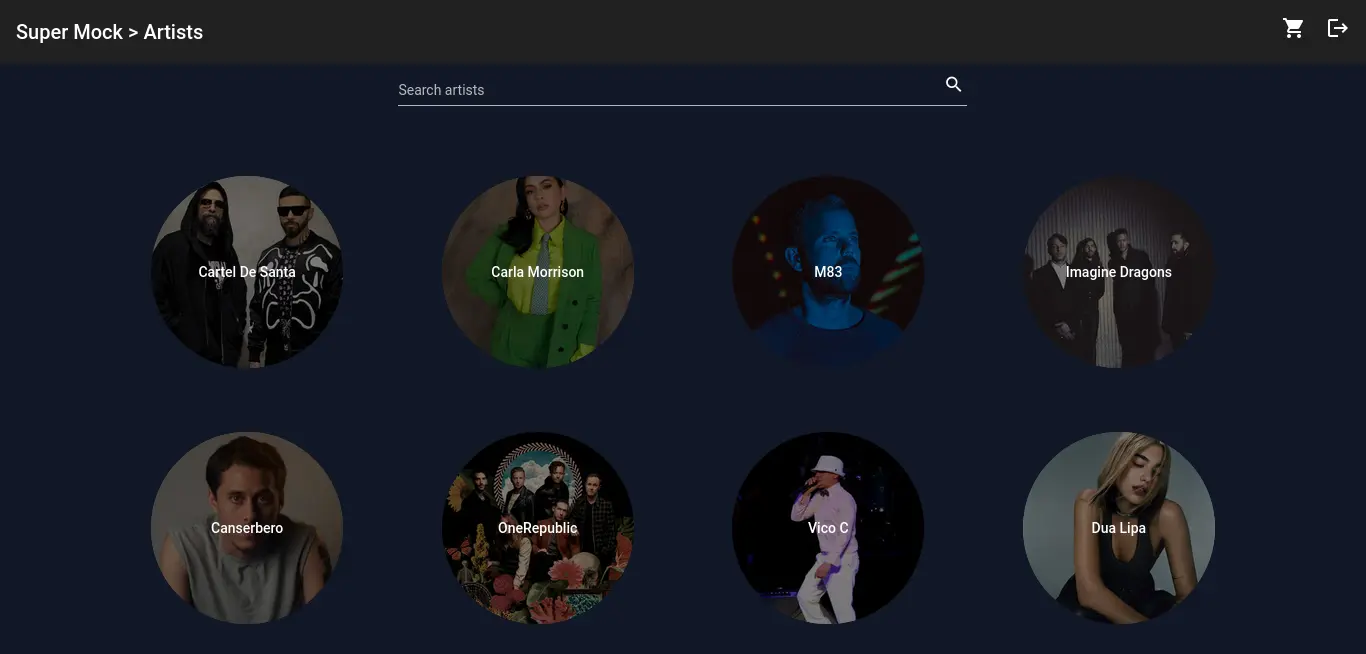 Super Mock > Artists
Search artists
Cartel De Santa
Carla Morrison
M83
Imagine Dragons
Canserbero
OneRepublic
Vico C
Dua Lipa